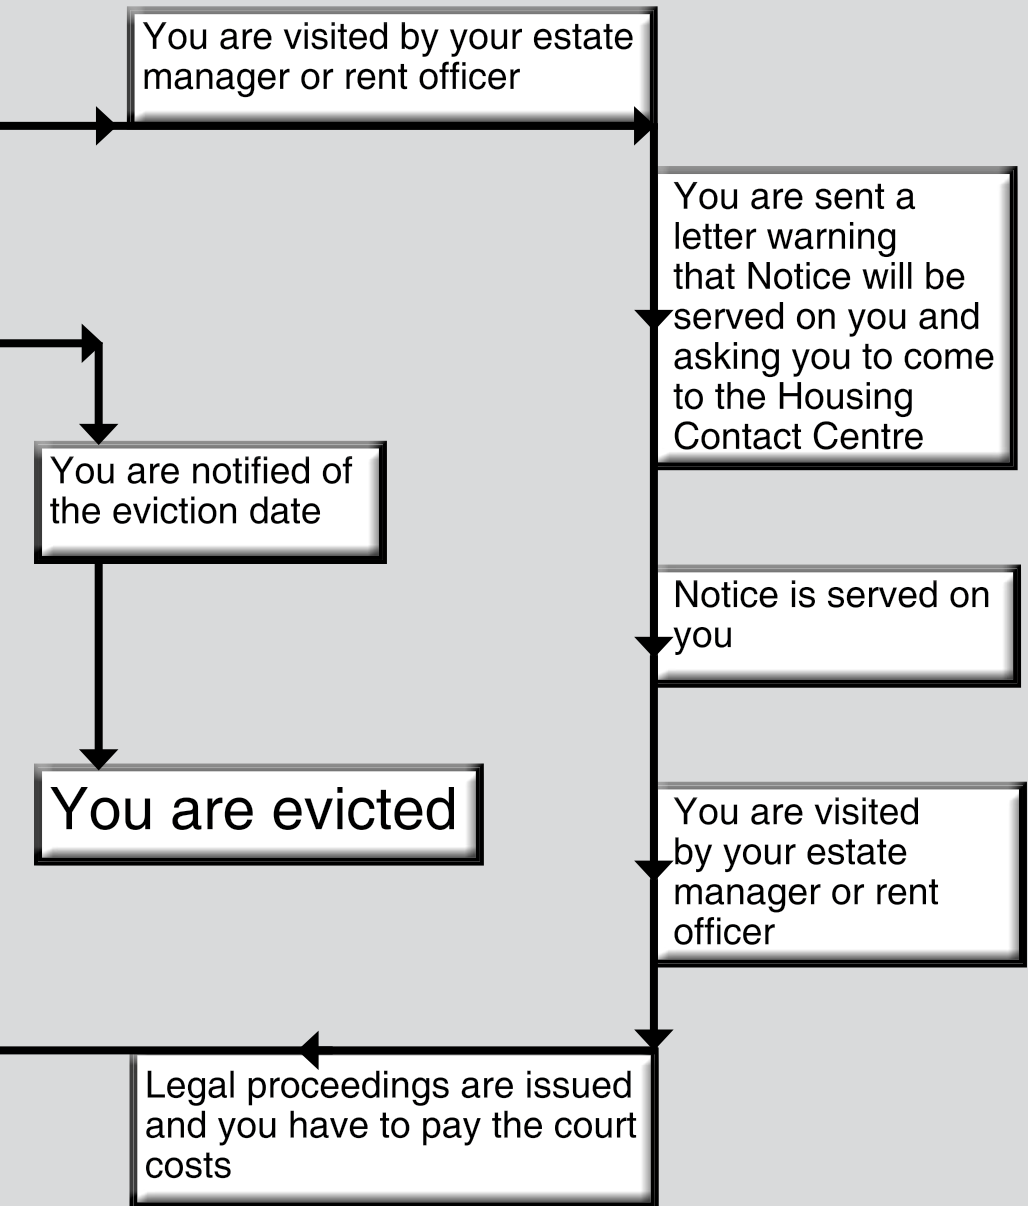 You are visited by your estate
manager or rent officer
You are sent a
letter warning
that Notice will be
served on you and
asking you to come
to the Housing
Contact Centre
You are notified of
the eviction date
Notice is served on
you
You are evicted
You are visited
by your estate
manager or rent
officer
Legal proceedings are issued
and you have to pay the court
costs